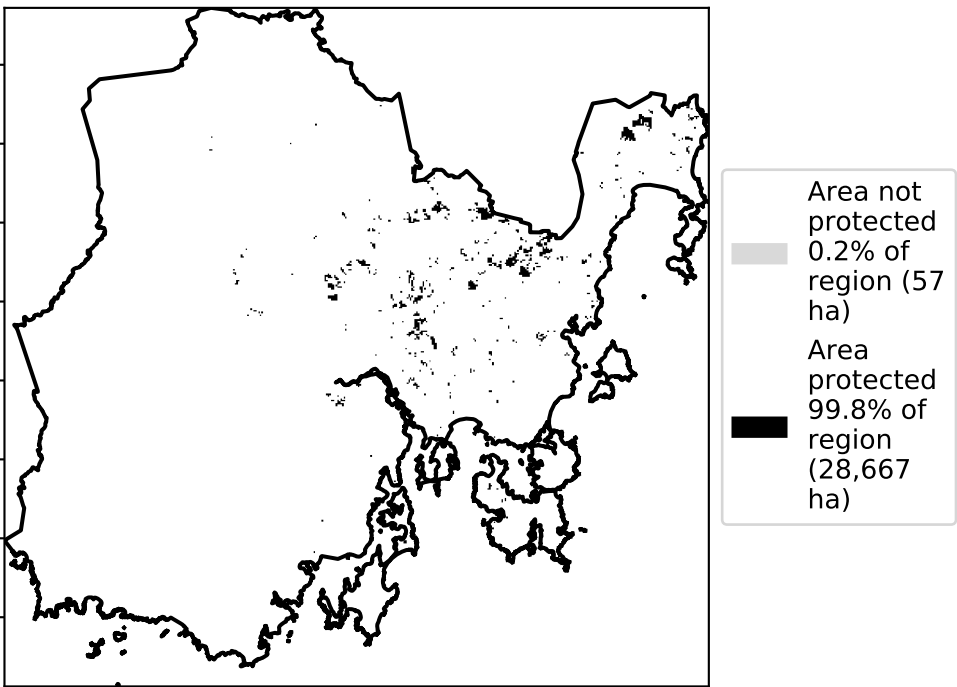 Area not
protected
0.2% of
region (57
ha)
Area
protected
99.8% of
region
(28,667
ha)